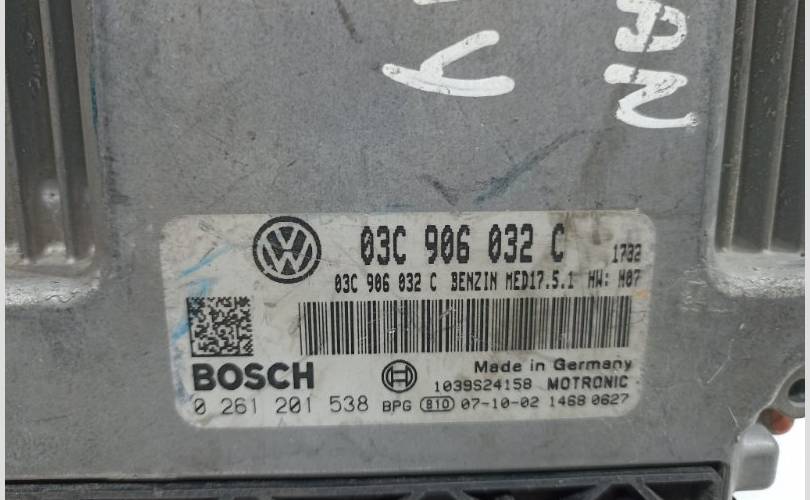 AN
Y
03C 906 032 C 1732
03C 906 032 C BENZIN MED17.5.1 HW: H07
BOSCH
Made in Germany
1039S24158 MOTRONIC
0 261 201 538 BPG 810 07-10-02 1468 0627